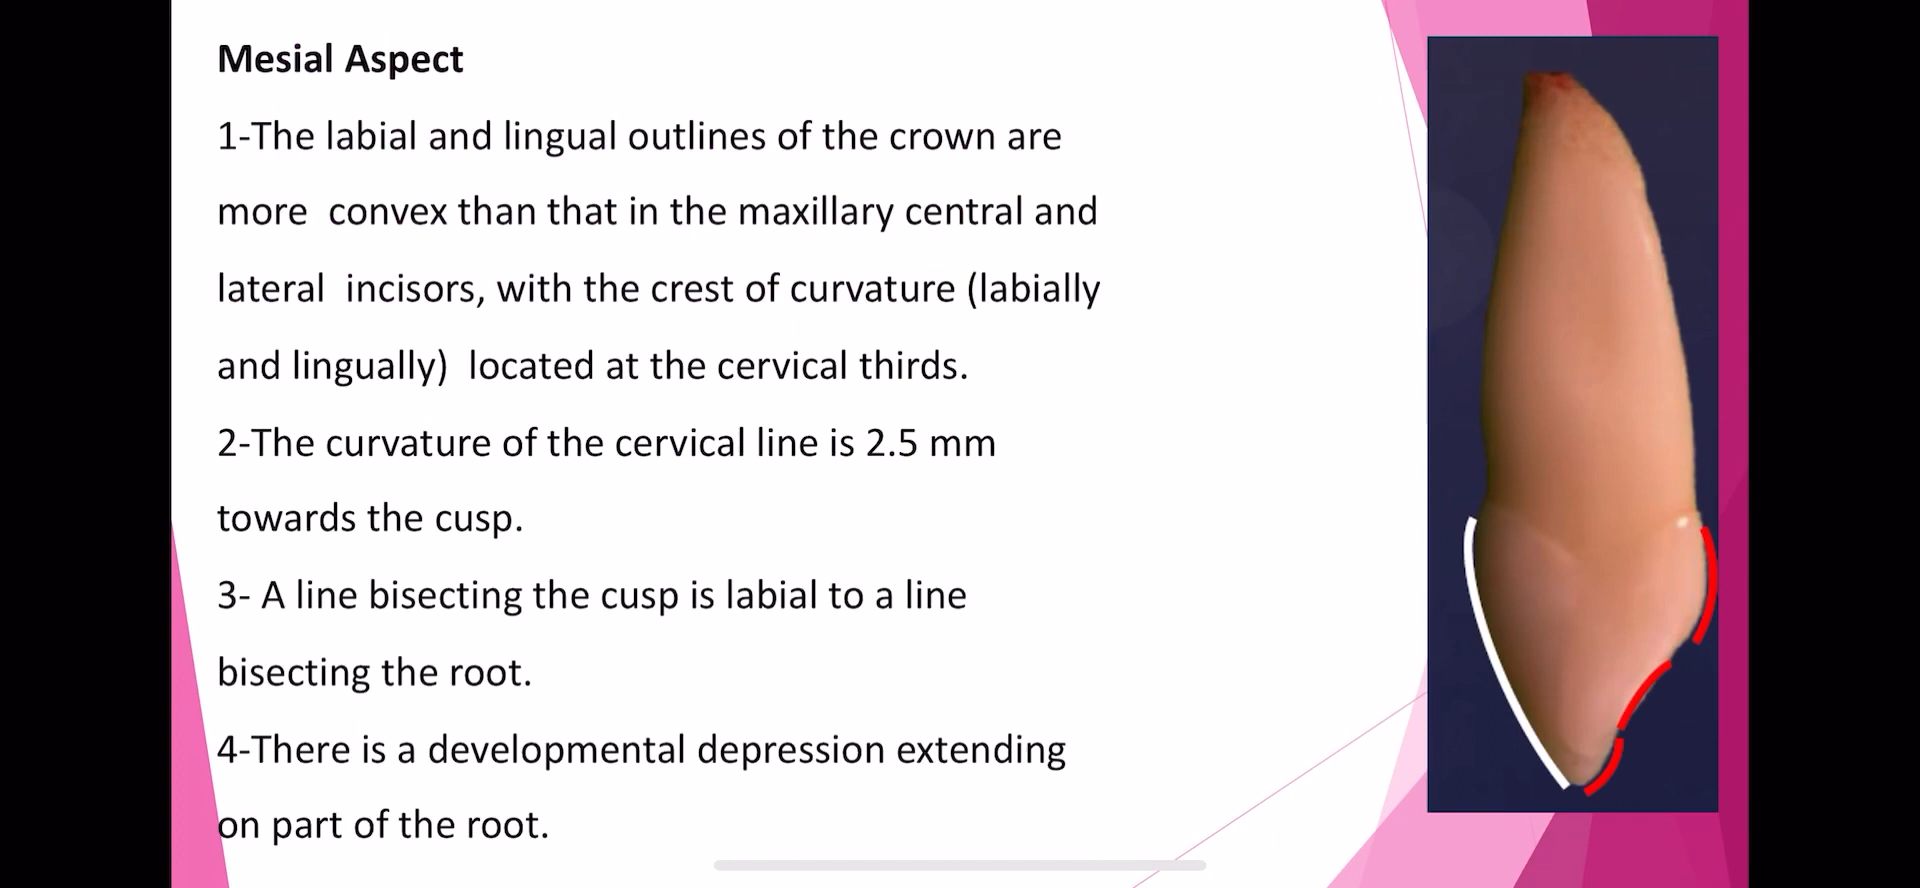 Mesial Aspect
1-The labial and lingual outlines of the crown are
more  convex than that in the maxillary central and
lateral  incisors, with the crest of curvature (labially
and lingually)  located at the cervical thirds.
2-The curvature of the cervical line is 2.5 mm
towards the cusp.
3- A line bisecting the cusp is labial to a line
bisecting the root.
4-There is a developmental depression extending
on part of the root.